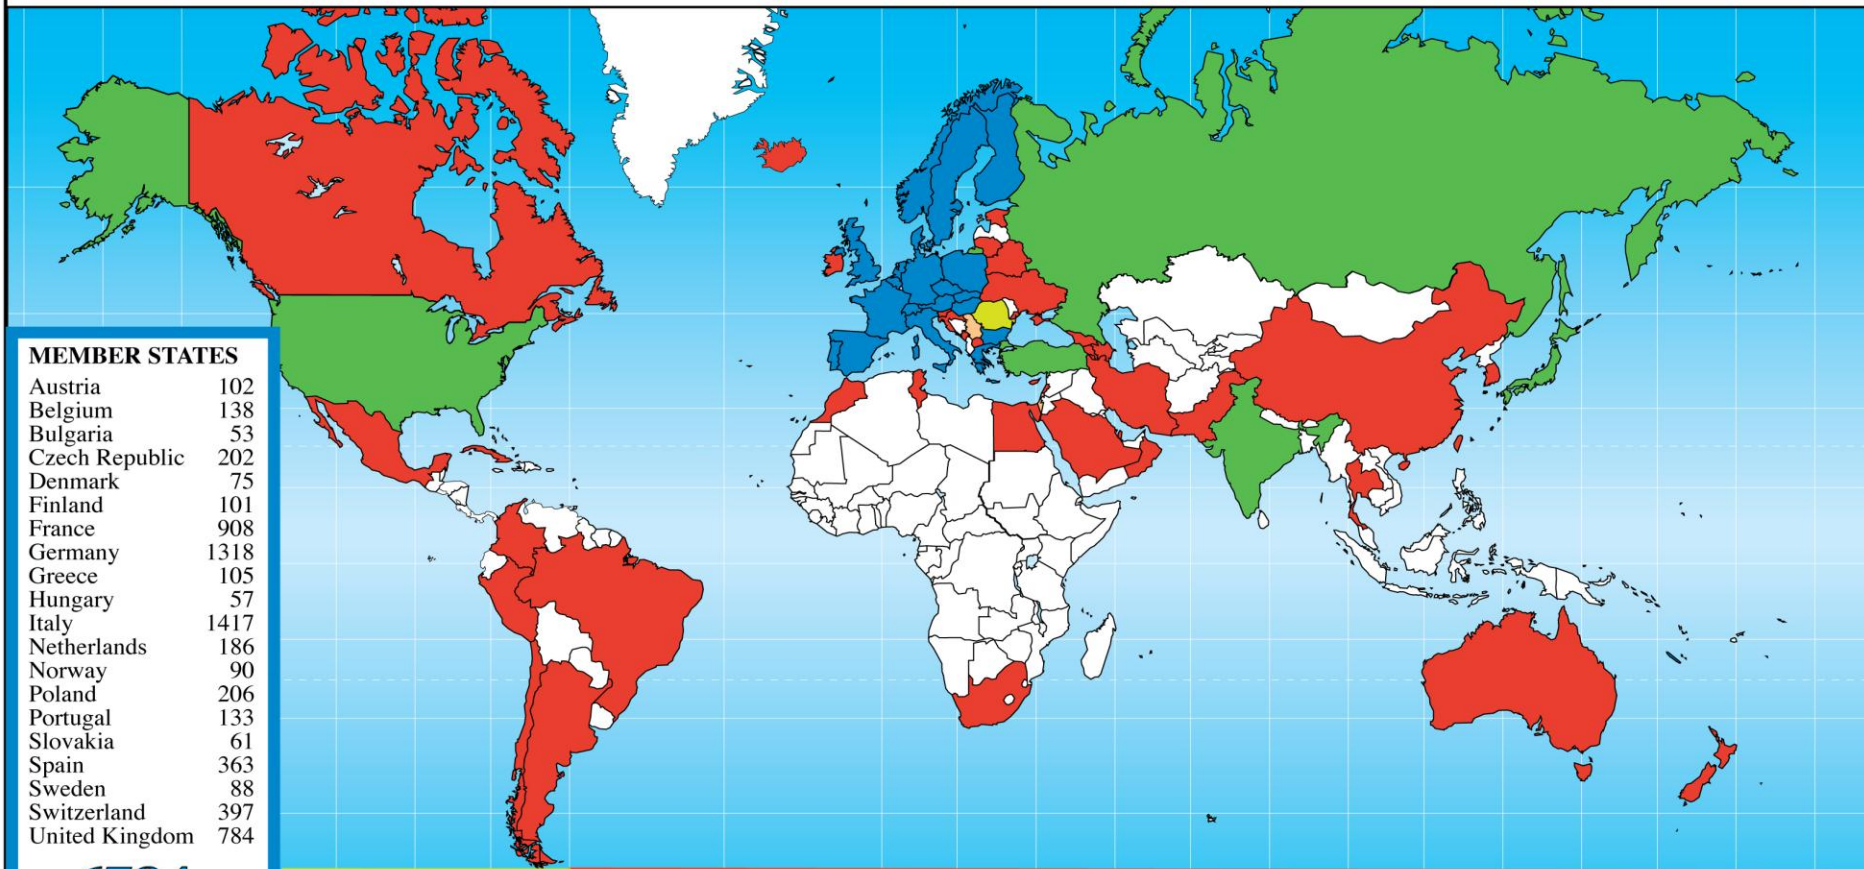 MEMBER STATES
Austria 102
Belgium 138
Bulgaria 53
Czech Republic 202
Denmark 75
Finland 101
France 908
Germany 1318
Greece 105
Hungary 57
Italy 1417
Netherlands 186
Norway 90
Poland 206
Portugal 133
Slovakia 61
Spain 363
Sweden 88
Switzerland 397
United Kingdom 784
6784